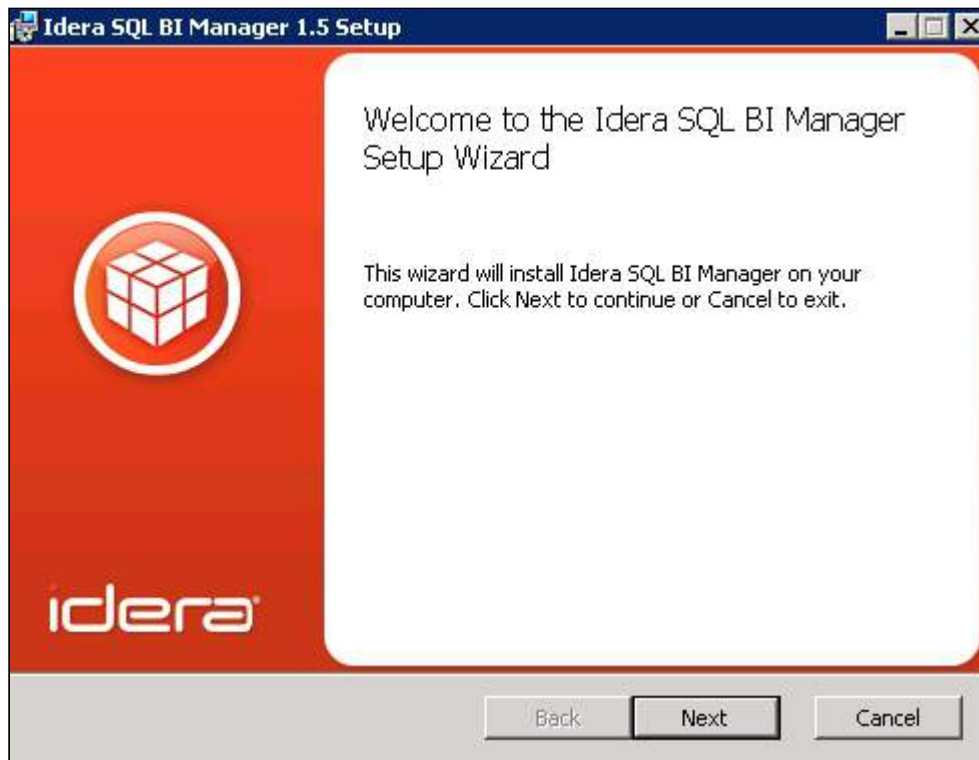 Idera SQL BI Manager 1.5 Setup
Welcome to the Idera SQL BI Manager
Setup Wizard
This wizard will install Idera SQL BI Manager on your
computer. Click Next to continue or Cancel to exit.
idera
Back Next Cancel